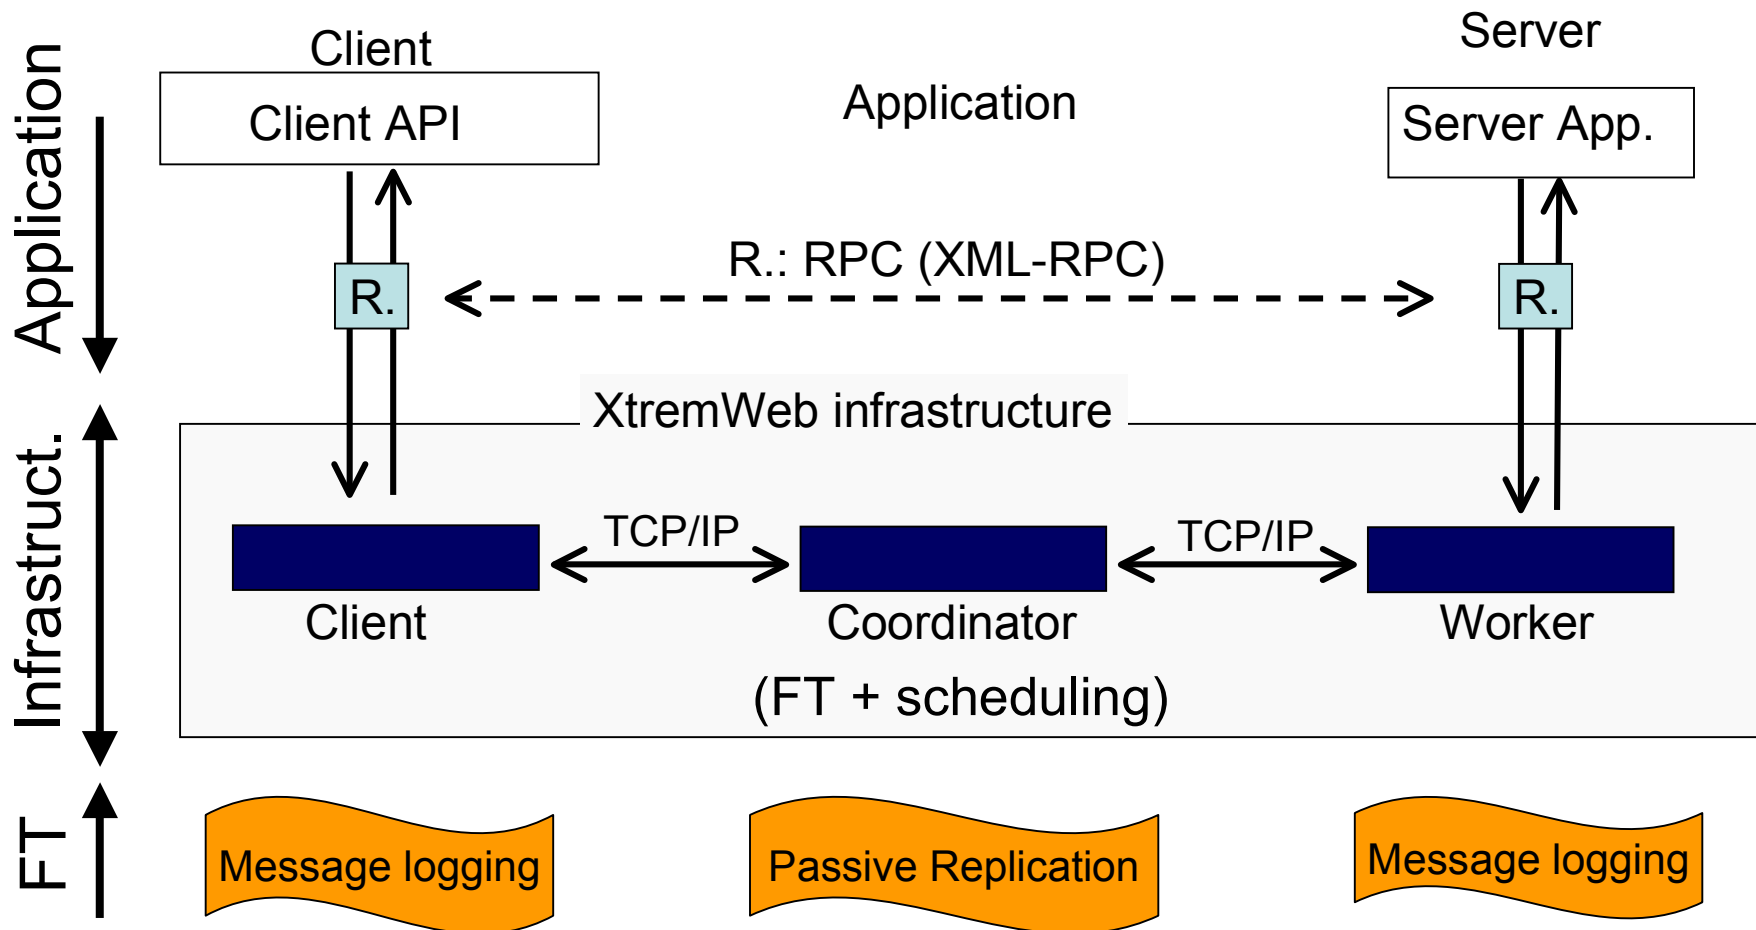 Client
Server
Client API
Application
Server App.
Application
R.: RPC (XML-RPC)
R.
R.
XtremWeb infrastructure
Infrastruct.
TCP/IP
TCP/IP
Client
Coordinator
Worker
(FT + scheduling)
FT
Message logging
Passive Replication
Message logging